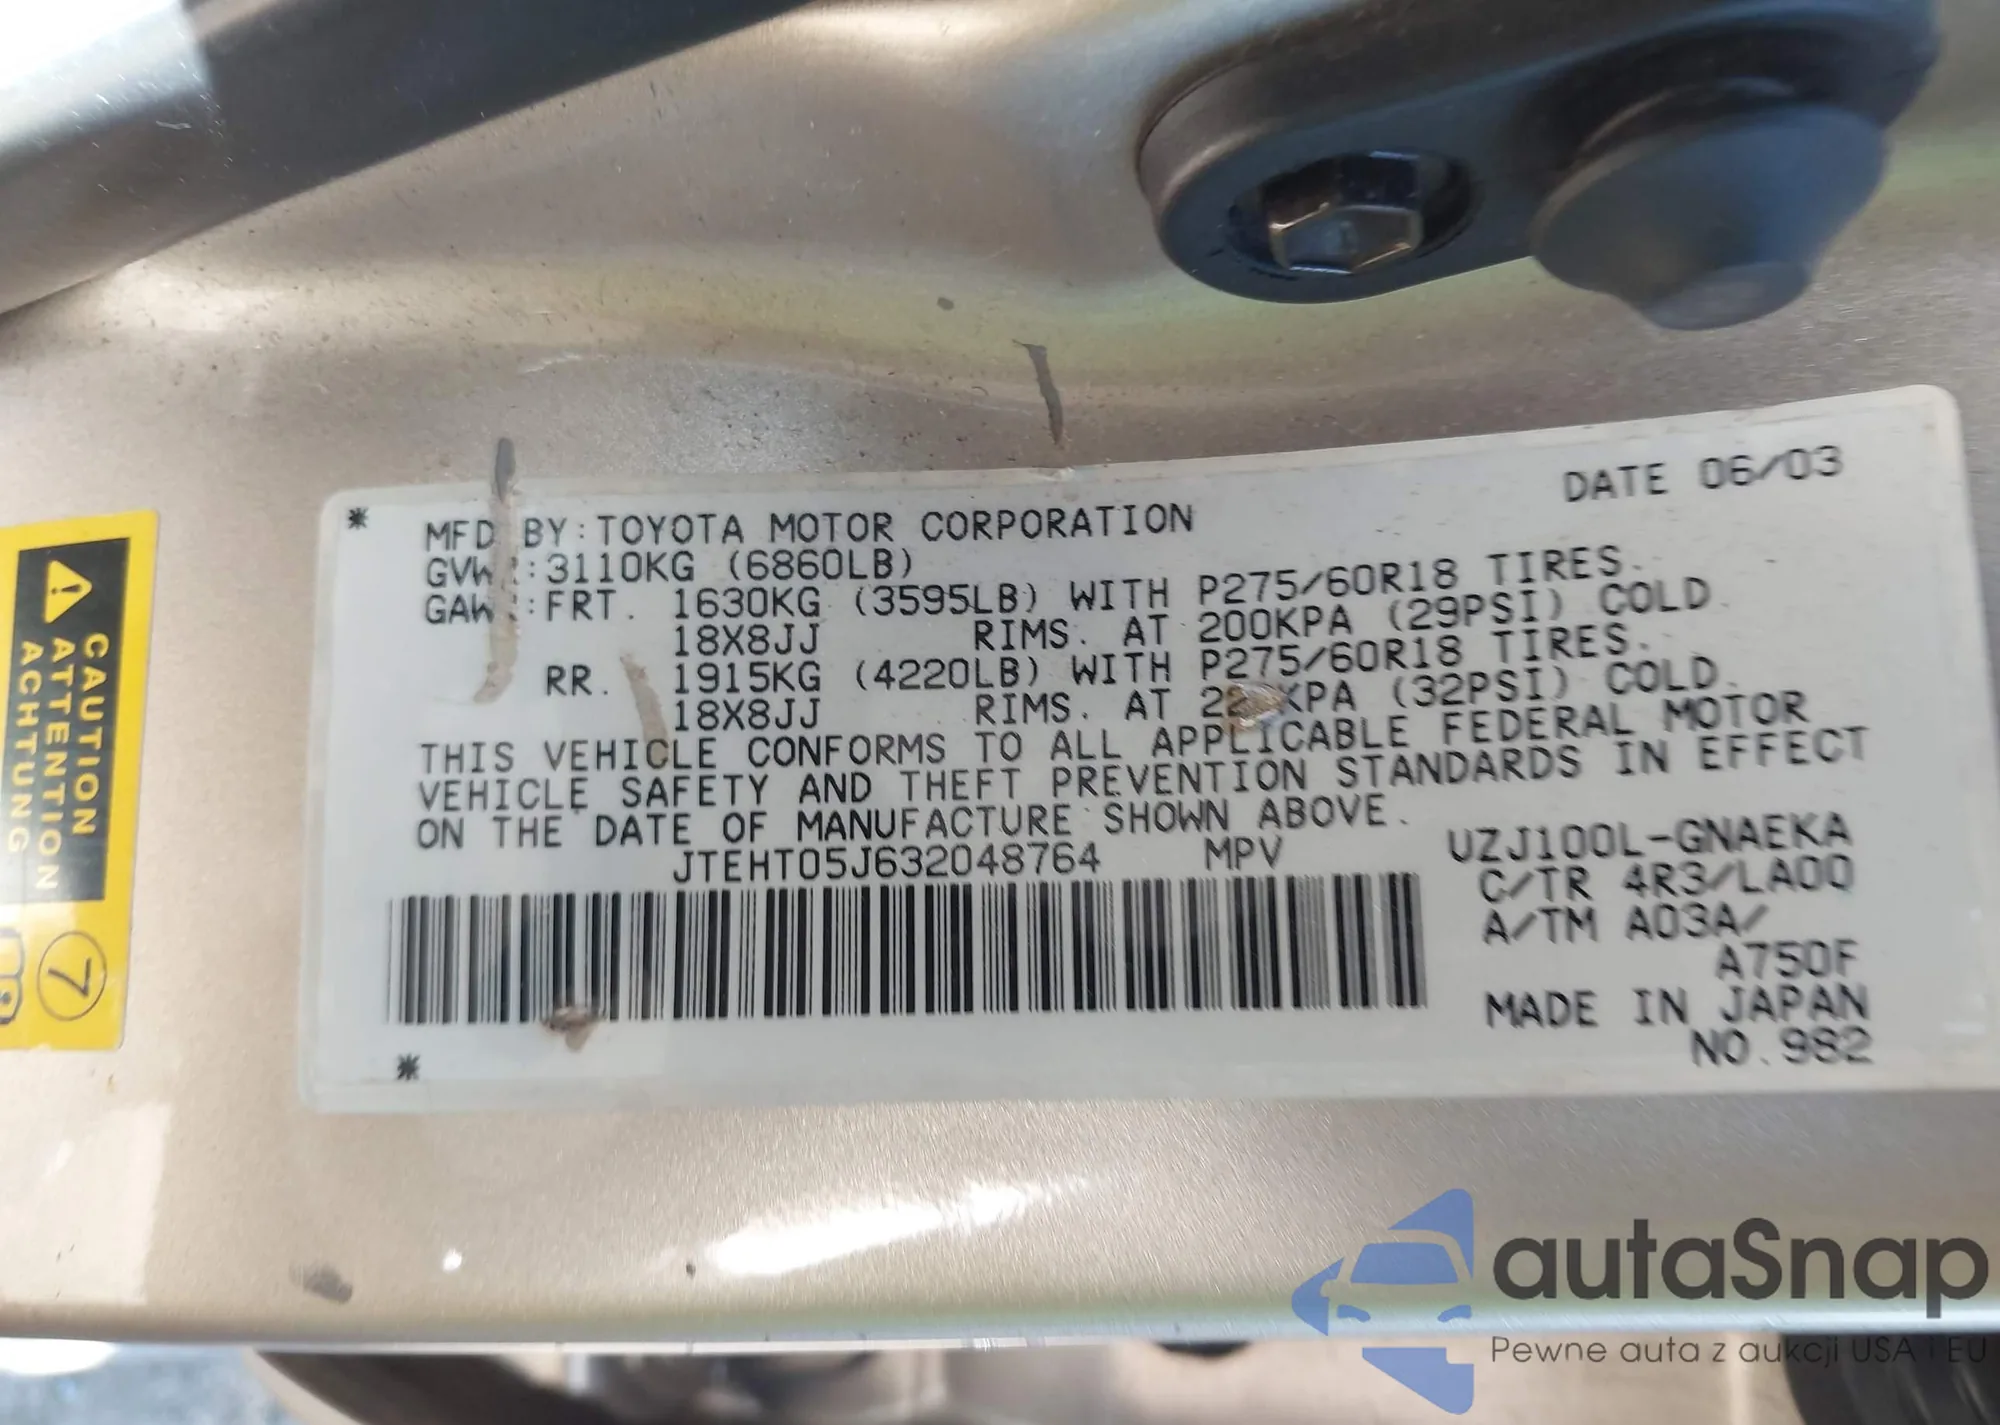 DATE 06/03
MFD BY:TOYOTA MOTOR CORPORATION
GVWR:3110KG (6860LB)
GAWR:FRT. 1630KG (3595LB) WITH P275/60R18 TIRES.
18X8JJ RIMS. AT 200KPA (29PSI) COLD.
RR. 1915KG (4220LB) WITH P275/60R18 TIRES.
18X8JJ RIMS. AT KPA (32PSI) COLD.
THIS VEHICLE CONFORMS TO ALL APPLICABLE FEDERAL MOTOR
VEHICLE SAFETY AND THEFT PREVENTION STANDARDS IN EFFECT
ON THE DATE OF MANUFACTURE SHOWN ABOVE.
JTEHT05J632048764 MPV
UZJ100L-GNAEKA
C/TR 4R3/LA00
A/TM A03A/
A750F
MADE IN JAPAN
NO.982
CAUTION
ATTENTION
ACHTUNG
7
autaSnap
Pewne auta z aukcji USA i EU